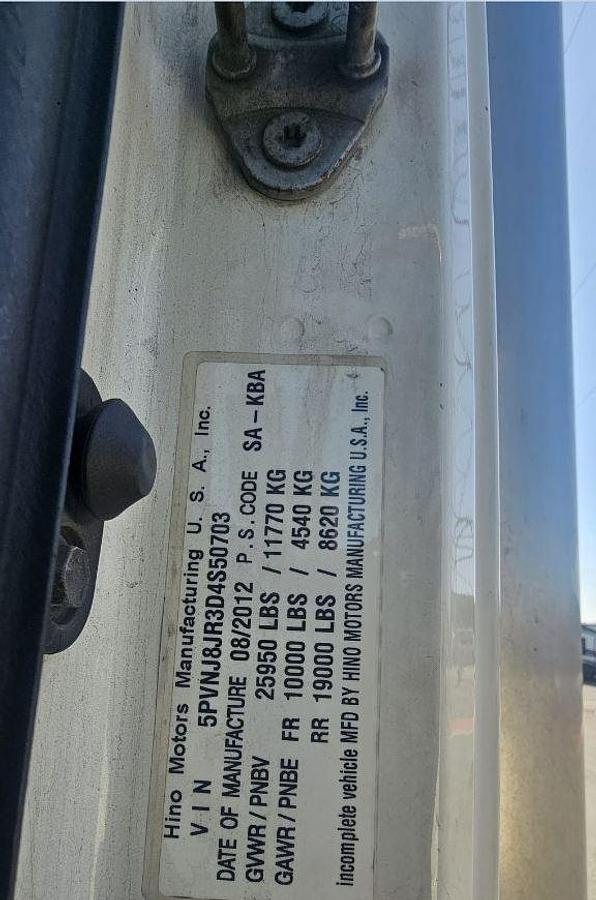 Hino Motors Manufacturing U. S. A., Inc.
VIN 5PVNJ8JR3D4S50703
DATE OF MANUFACTURE 08/2012 P.S.CODE SA-KBA
GVWR/PNBV 25950 LBS / 11770 KG
GAWR/PNBE FR 10000 LBS / 4540 KG
RR 19000 LBS / 8620 KG
incomplete vehicle MFD BY HINO MOTORS MANUFACTURING U.S.A., Inc.